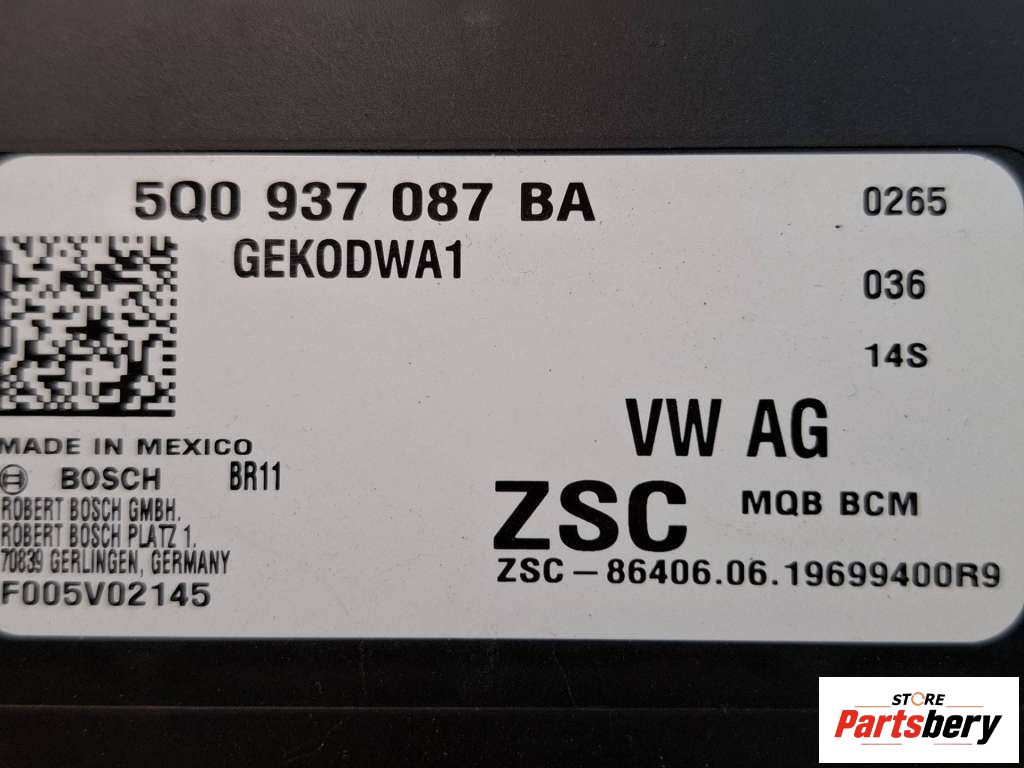 5Q0 937 087 BA 0265
GEKODWA1
036
14S
MADE IN MEXICO
BOSCH BR11
ROBERT BOSCH GMBH.
ROBERT BOSCH PLATZ 1.
70839 GERLINGEN, GERMANY
F005V02145
VW AG
ZSC MQB BCM
ZSC-86406.06.19699400R9
STORE
Partsbery